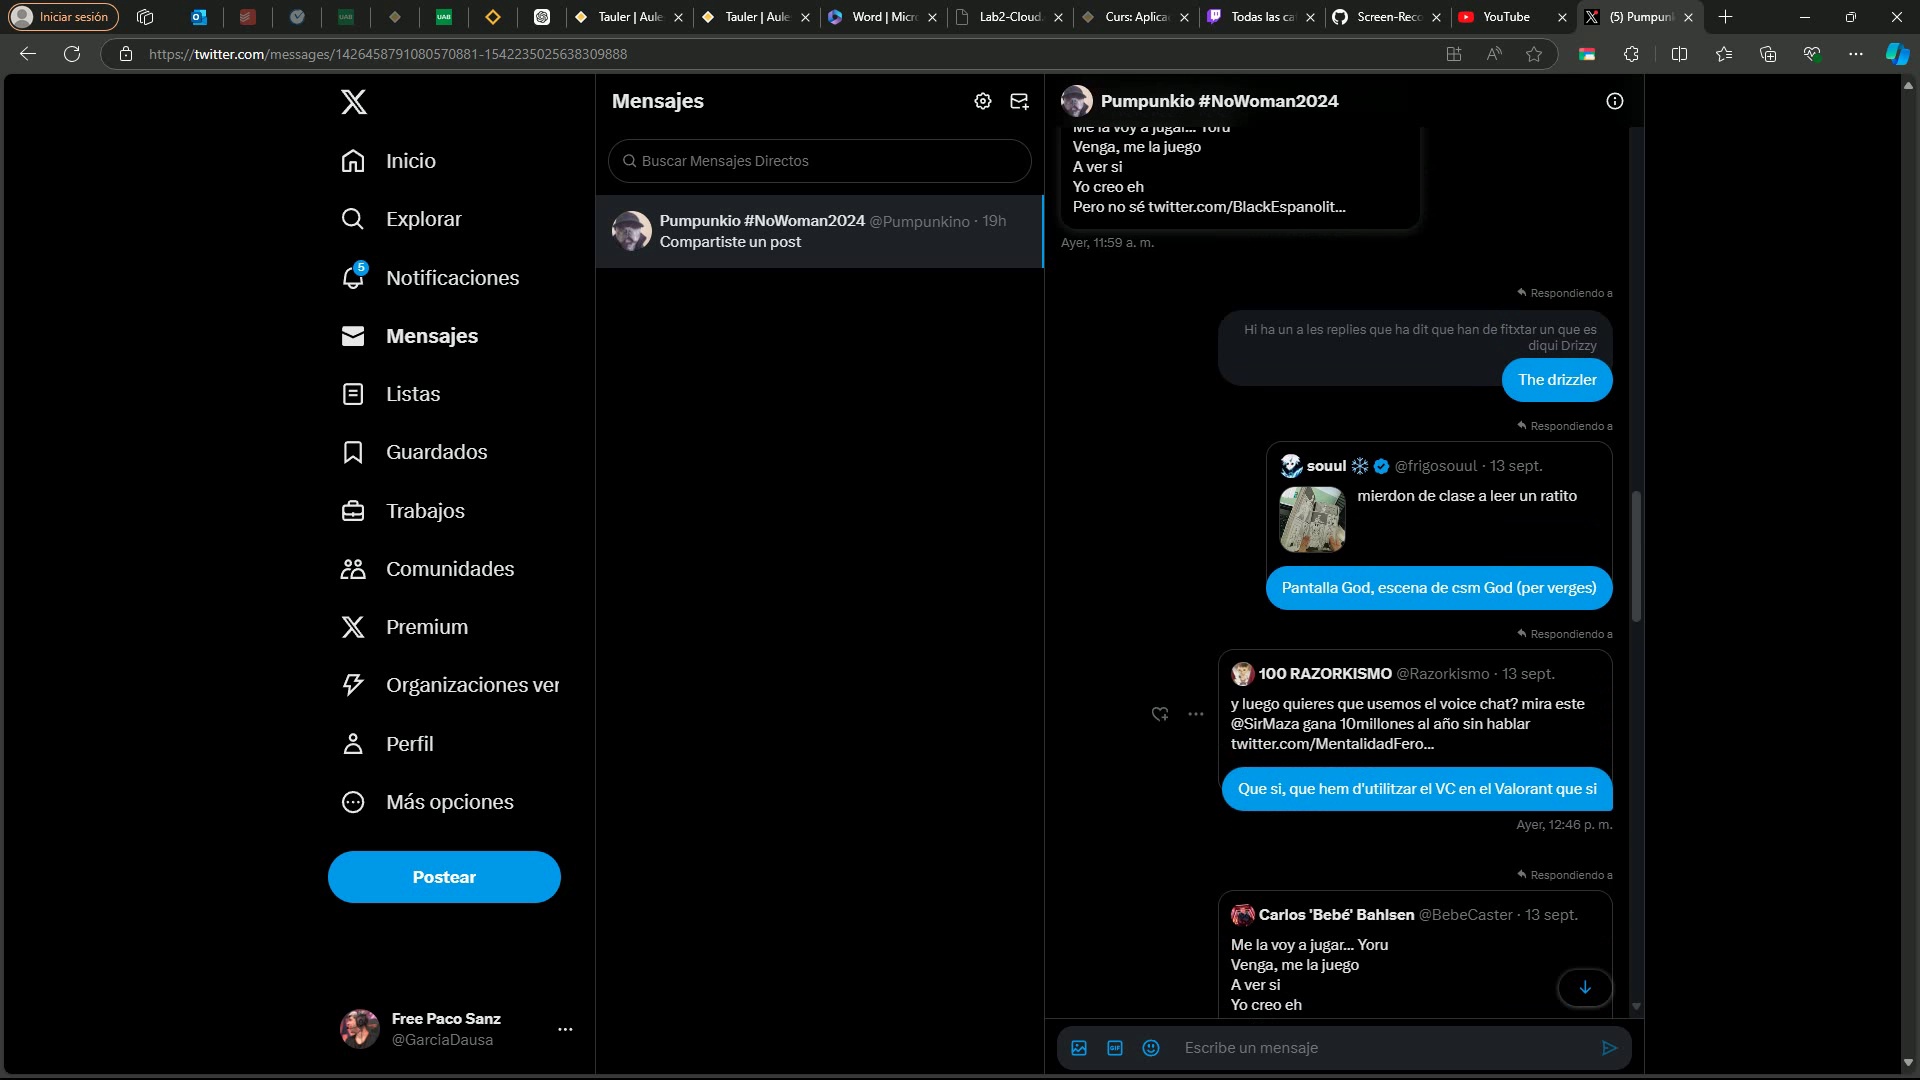 Iniciar sesión
Tauler | Aule
Tauler | Aule
Word | Micr
Lab2-Cloud
Curs: Aplica
Todas las ca
Screen-Reco
YouTube
(5) Pumpun
https://twitter.com/messages/1426458791080570881-1542235025638309888
Inicio
Explorar
5
Notificaciones
Mensajes
Listas
Guardados
Trabajos
Comunidades
Premium
Organizaciones ver
Perfil
Más opciones
Postear
Free Paco Sanz
@GarciaDausa
Mensajes
Buscar Mensajes Directos
Pumpunkio #NoWoman2024 @Pumpunkino · 19h
Compartiste un post
Pumpunkio #NoWoman2024
Me la voy a jugar... Yoru
Venga, me la juego
A ver si
Yo creo eh
Pero no sé twitter.com/BlackEspanolit...
Ayer, 11:59 a. m.
Respondiendo a
Hi ha un a les replies que ha dit que han de fitxtar un que es
diqui Drizzy
The drizzler
Respondiendo a
souul @frigosouul · 13 sept.
mierdon de clase a leer un ratito
Pantalla God, escena de csm God (per verges)
Respondiendo a
100 RAZORKISMO @Razorkismo · 13 sept.
y luego quieres que usemos el voice chat? mira este
@SirMaza gana 10millones al año sin hablar
twitter.com/MentalidadFero...
Que si, que hem d'utilitzar el VC en el Valorant que si
Ayer, 12:46 p. m.
Respondiendo a
Carlos 'Bebé' Bahlsen @BebeCaster · 13 sept.
Me la voy a jugar... Yoru
Venga, me la juego
A ver si
Yo creo eh
GIF
Escribe un mensaje